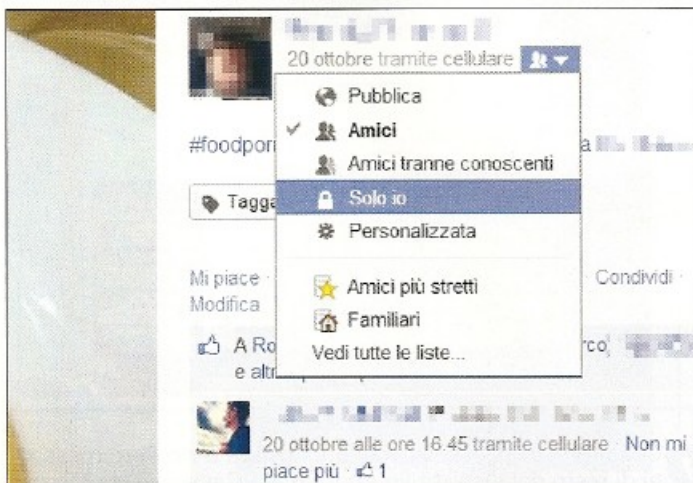 20 ottobre tramite cellulare
Pubblica
Amici
#foodpor
a
Amici tranne conoscenti
Tagga
Solo io
Personalizzata
Mi piace ·
Amici più stretti
· Condividi ·
Modifica
Familiari
A Ro
rco,
Vedi tutte le liste...
e altr
20 ottobre alle ore 16.45 tramite cellulare · Non mi
piace più · 1